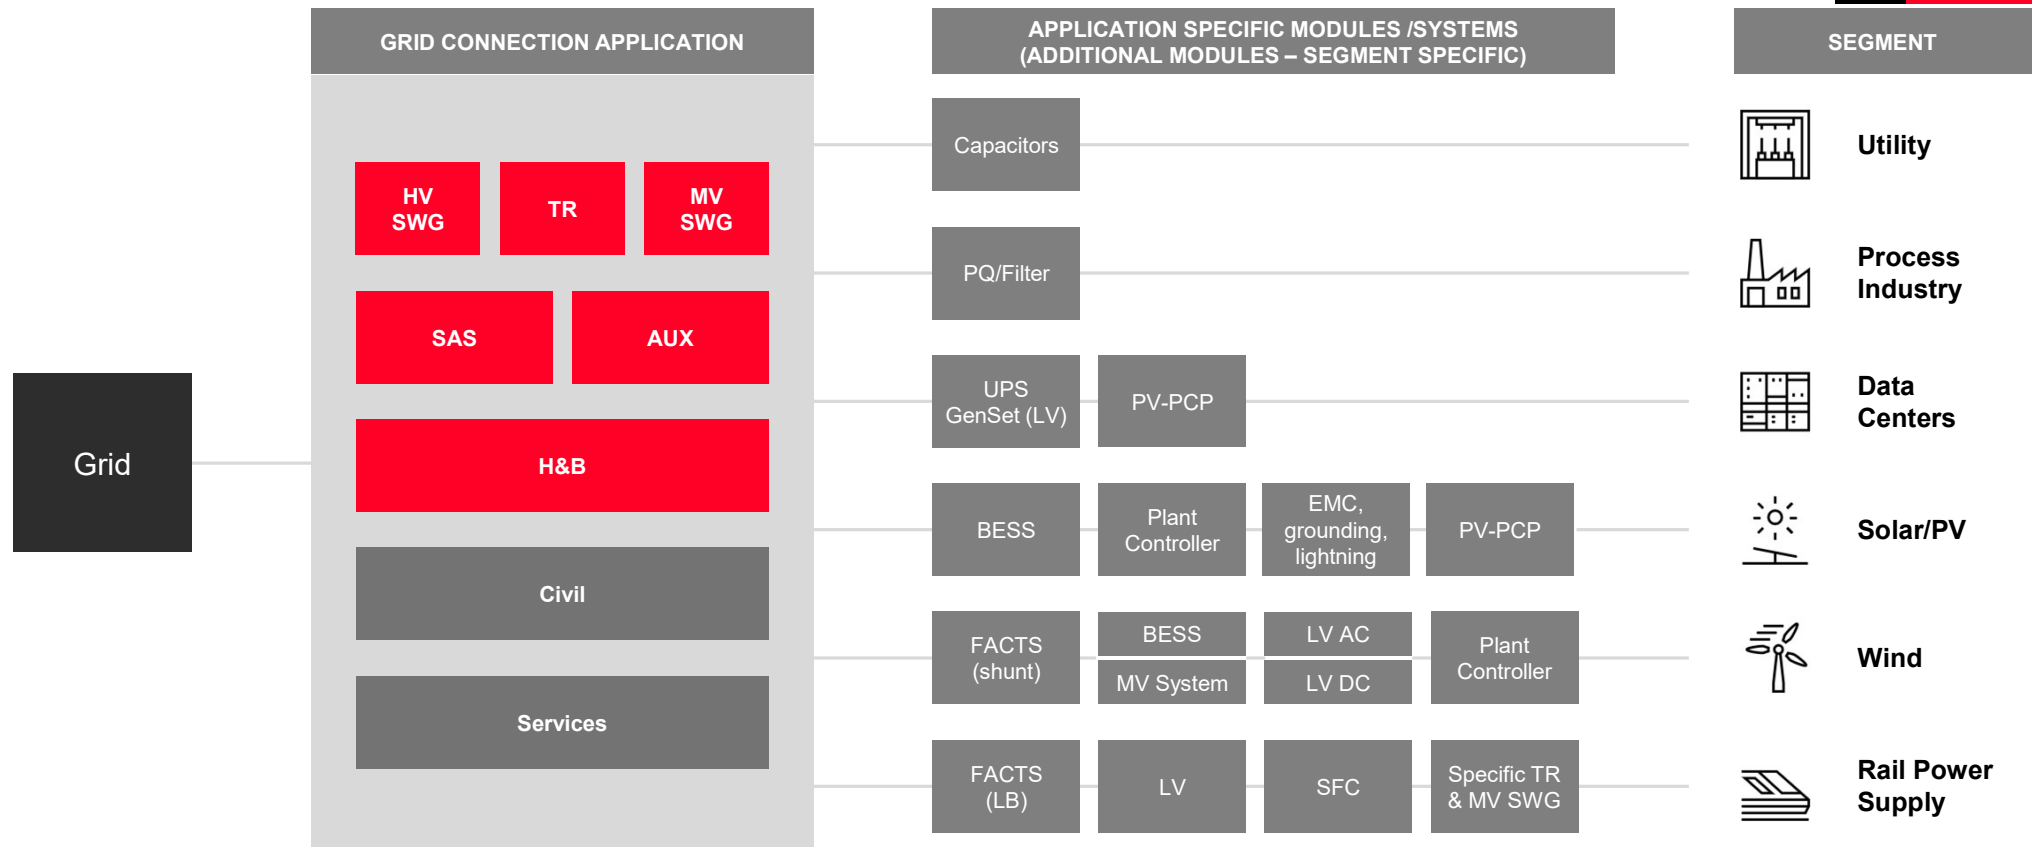 GRID CONNECTION APPLICATION
APPLICATION SPECIFIC MODULES /SYSTEMS
(ADDITIONAL MODULES – SEGMENT SPECIFIC)
SEGMENT
Grid
HV
SWG
TR
MV
SWG
SAS
AUX
H&B
Civil
Services
Capacitors
Utility
PQ/Filter
Process
Industry
UPS
GenSet (LV)
PV-PCP
Data
Centers
BESS
Plant
Controller
EMC,
grounding,
lightning
PV-PCP
Solar/PV
FACTS
(shunt)
BESS
MV System
LV AC
LV DC
Plant
Controller
Wind
FACTS
(LB)
LV
SFC
Specific TR
& MV SWG
Rail Power
Supply